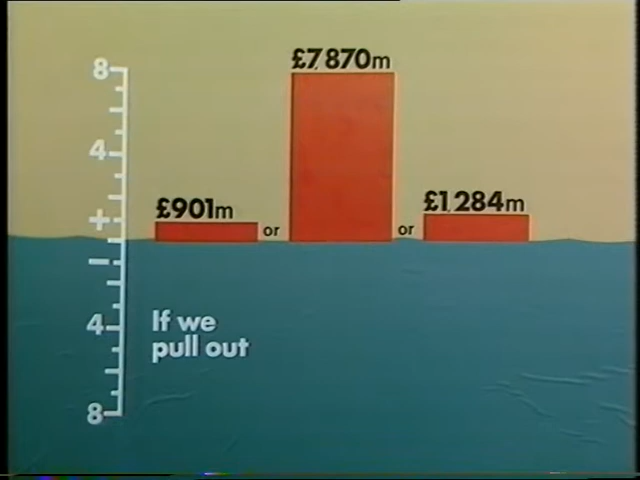 £7,870m
8
4
£901m
or
or
£1,284m
+
−
If we
pull out
4
8